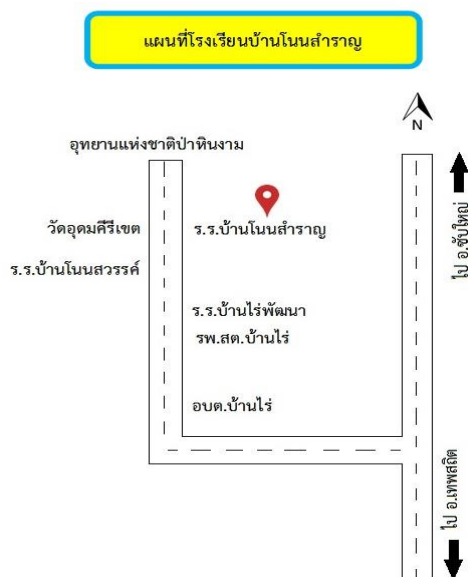 แผนที่โรงเรียนบ้านโนนสำราญ
N
อุทยานแห่งชาติป่าหินงาม
วัดอุดมคีรีเขต
ร.ร.บ้านโนนสำราญ
ไป อ.ซับใหญ่
ร.ร.บ้านโนนสวรรค์
ร.ร.บ้านไร่พัฒนา
รพ.สต.บ้านไร่
อบต.บ้านไร่
ไป อ.เทพสถิต